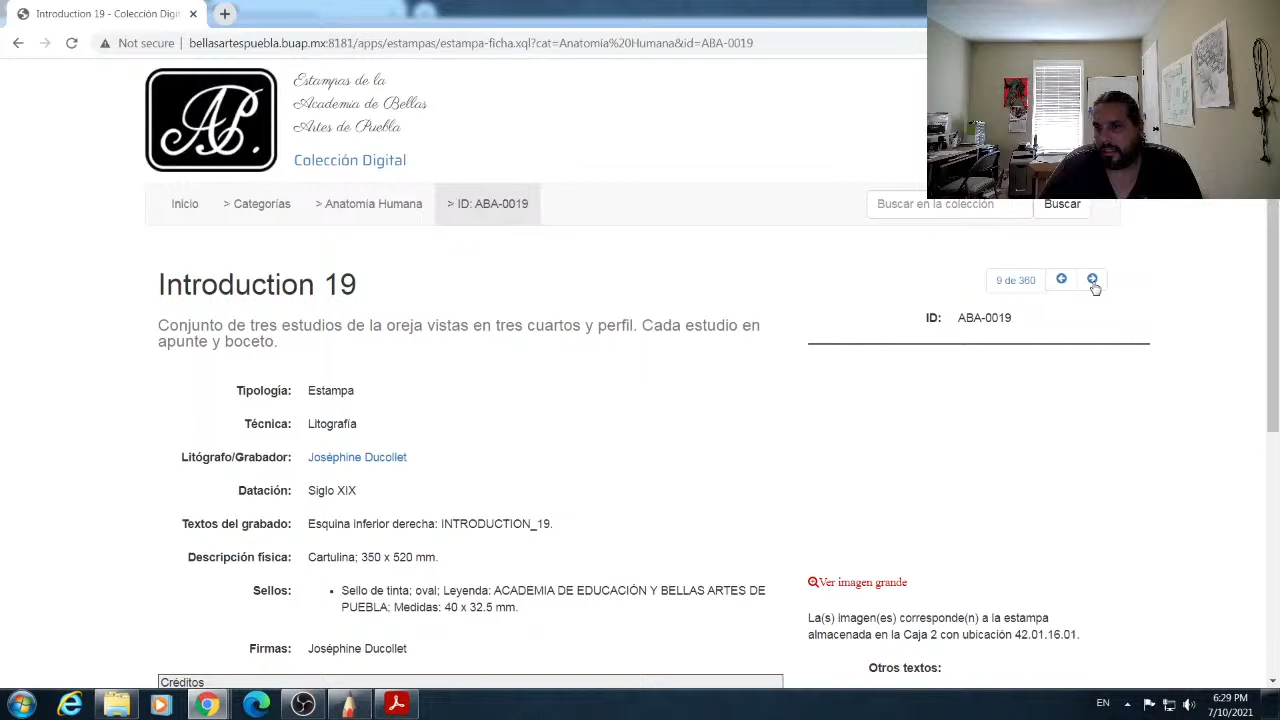 Introduction 19 - Colección Digit
Not secure | bellasartespuebla.buap.mx:8181/apps/estampas/estampa-ficha.xql?cat=Anatomía%20Humana&id=ABA-0019
Estampas de la
Academia de Bellas
Artes de Puebla
Colección Digital
Inicio > Categorías > Anatomia Humana > ID: ABA-0019
Buscar en la colección Buscar
Introduction 19
9 de 360
Conjunto de tres estudios de la oreja vistas en tres cuartos y perfil. Cada estudio en
apunte y boceto.
ID: ABA-0019
Tipología: Estampa
Técnica: Litografía
Litógrafo/Grabador: Joséphine Ducollet
Datación: Siglo XIX
Textos del grabado: Esquina inferior derecha: INTRODUCTION_19.
Descripción física: Cartulina; 350 x 520 mm.
Sellos: • Sello de tinta; oval; Leyenda: ACADEMIA DE EDUCACIÓN Y BELLAS ARTES DE
PUEBLA; Medidas: 40 x 32.5 mm.
Firmas: Joséphine Ducollet
Créditos
Ver imagen grande
La(s) imagen(es) corresponde(n) a la estampa
almacenada en la Caja 2 con ubicación 42.01.16.01.
Otros textos:
EN
6:29 PM
7/10/2021